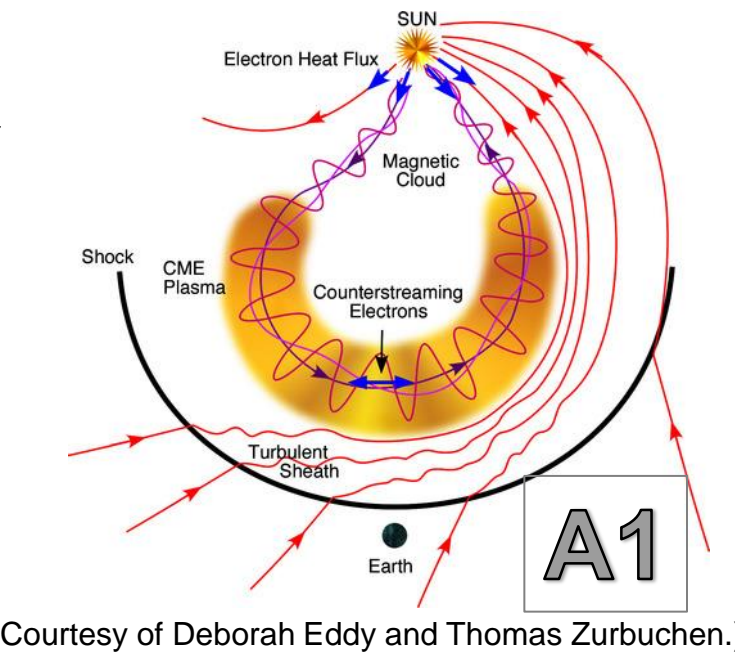 SUN
Electron Heat Flux
Magnetic
Cloud
Shock
CME
Plasma
Counterstreaming
Electrons
Turbulent
Sheath
Earth
A1
Courtesy of Deborah Eddy and Thomas Zurbuchen.)